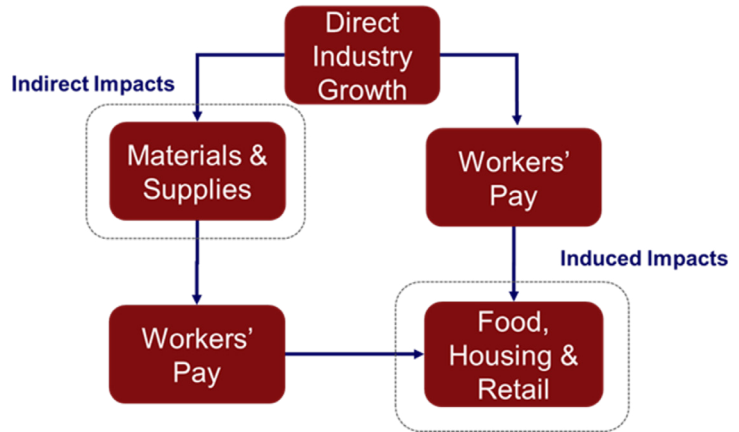 Direct
Industry
Growth
Indirect Impacts
Materials &
Supplies
Workers'
Pay
Induced Impacts
Workers'
Pay
Food,
Housing &
Retail